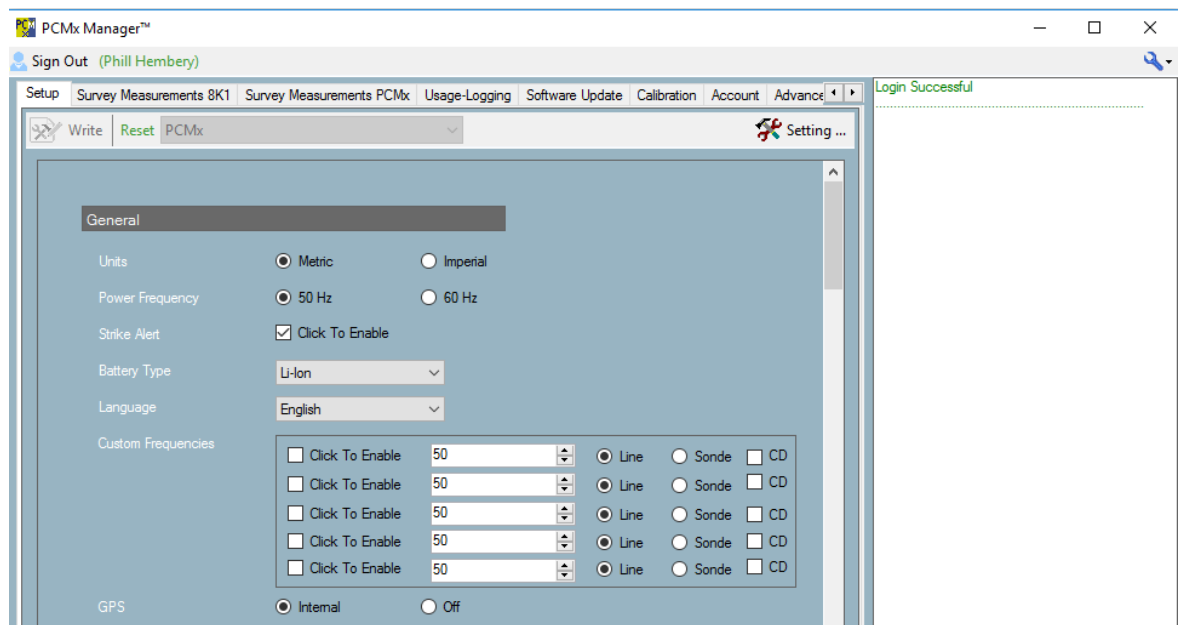 PCMx Manager™
Sign Out (Phill Hembery)
Setup Survey Measurements 8K1 Survey Measurements PCMx Usage-Logging Software Update Calibration Account Advance
Login Successful
Write Reset PCMx Setting ...
General
Units Metric Imperial
Power Frequency 50 Hz 60 Hz
Strike Alert Click To Enable
Battery Type Li-Ion
Language English
Custom Frequencies
Click To Enable 50 Line Sonde CD
Click To Enable 50 Line Sonde CD
Click To Enable 50 Line Sonde CD
Click To Enable 50 Line Sonde CD
Click To Enable 50 Line Sonde CD
GPS Internal Off